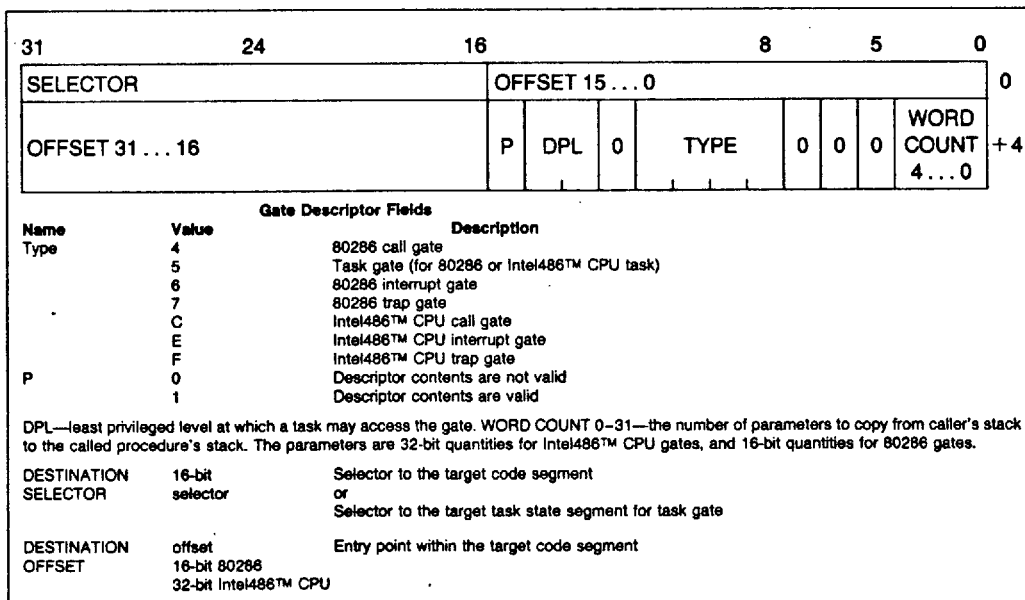 31 24 16 8 5 0
SELECTOR OFFSET 15...0 0
OFFSET 31...16 P DPL 0 TYPE 0 0 0 WORD COUNT 4...0 +4
Gate Descriptor Fields
Name Value Description
Type 4 80286 call gate
5 Task gate (for 80286 or Intel486™ CPU task)
6 80286 interrupt gate
7 80286 trap gate
C Intel486™ CPU call gate
E Intel486™ CPU interrupt gate
F Intel486™ CPU trap gate
P 0 Descriptor contents are not valid
1 Descriptor contents are valid
DPL—least privileged level at which a task may access the gate. WORD COUNT 0–31—the number of parameters to copy from caller's stack
to the called procedure's stack. The parameters are 32-bit quantities for Intel486™ CPU gates, and 16-bit quantities for 80286 gates.
DESTINATION 16-bit Selector to the target code segment
SELECTOR selector or
Selector to the target task state segment for task gate
DESTINATION offset Entry point within the target code segment
OFFSET 16-bit 80286
32-bit Intel486™ CPU